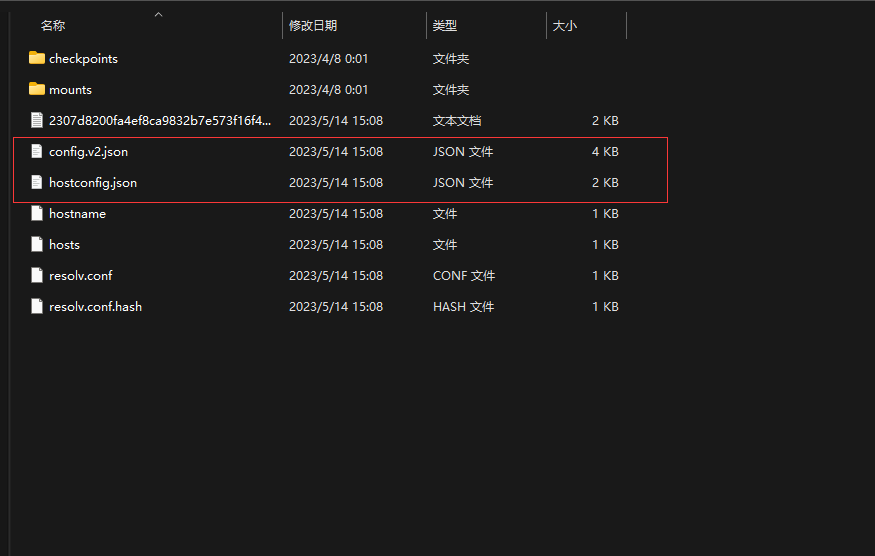 名称 修改日期 类型 大小
checkpoints 2023/4/8 0:01 文件夹
mounts 2023/4/8 0:01 文件夹
2307d8200fa4ef8ca9832b7e573f16f4... 2023/5/14 15:08 文本文档 2 KB
config.v2.json 2023/5/14 15:08 JSON 文件 4 KB
hostconfig.json 2023/5/14 15:08 JSON 文件 2 KB
hostname 2023/5/14 15:08 文件 1 KB
hosts 2023/5/14 15:08 文件 1 KB
resolv.conf 2023/5/14 15:08 CONF 文件 1 KB
resolv.conf.hash 2023/5/14 15:08 HASH 文件 1 KB